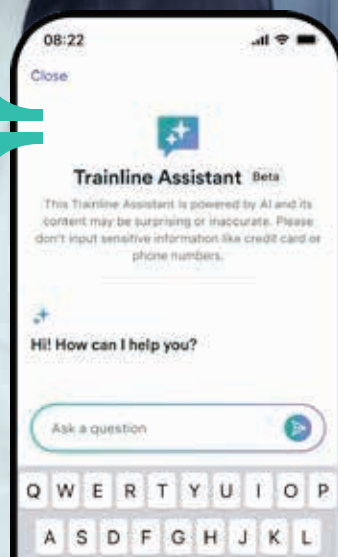 08:22
Close
Trainline Assistant Beta
This Trainline Assistant is powered by AI and its
content may be surprising or inaccurate. Please
don't input sensitive information like credit card or
phone numbers.
Hi! How can I help you?
Ask a question
Q W E R T Y U I O P
A S D F G H J K L